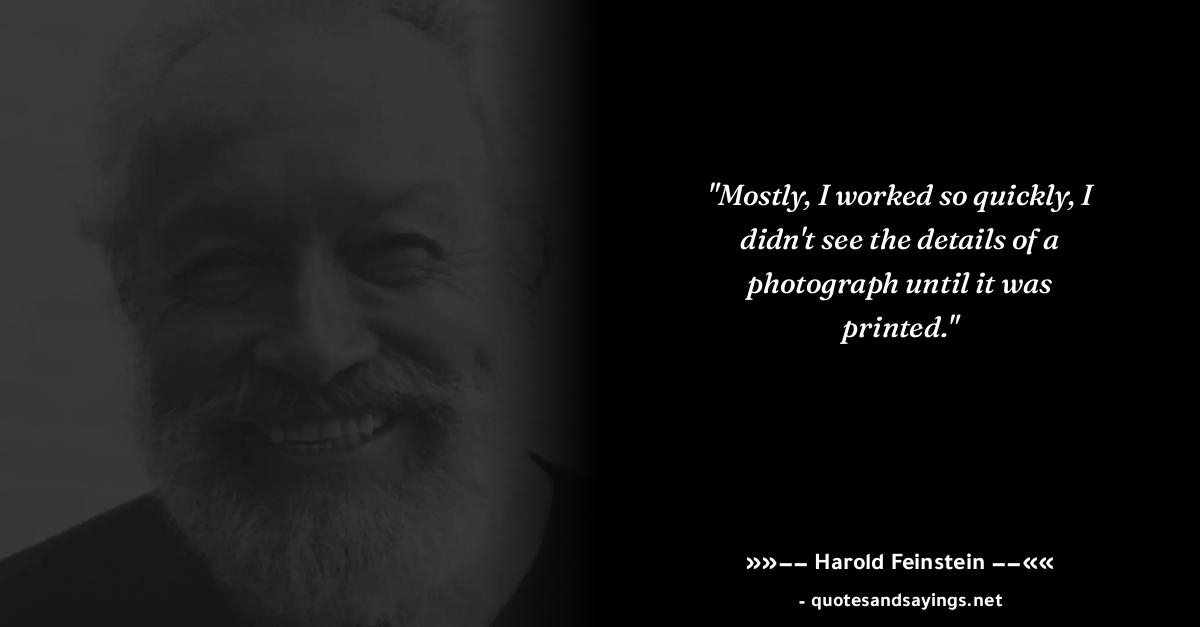 "Mostly, I worked so quickly, I
didn't see the details of a
photograph until it was
printed."
»»-- Harold Feinstein --««
- quotesandsayings.net